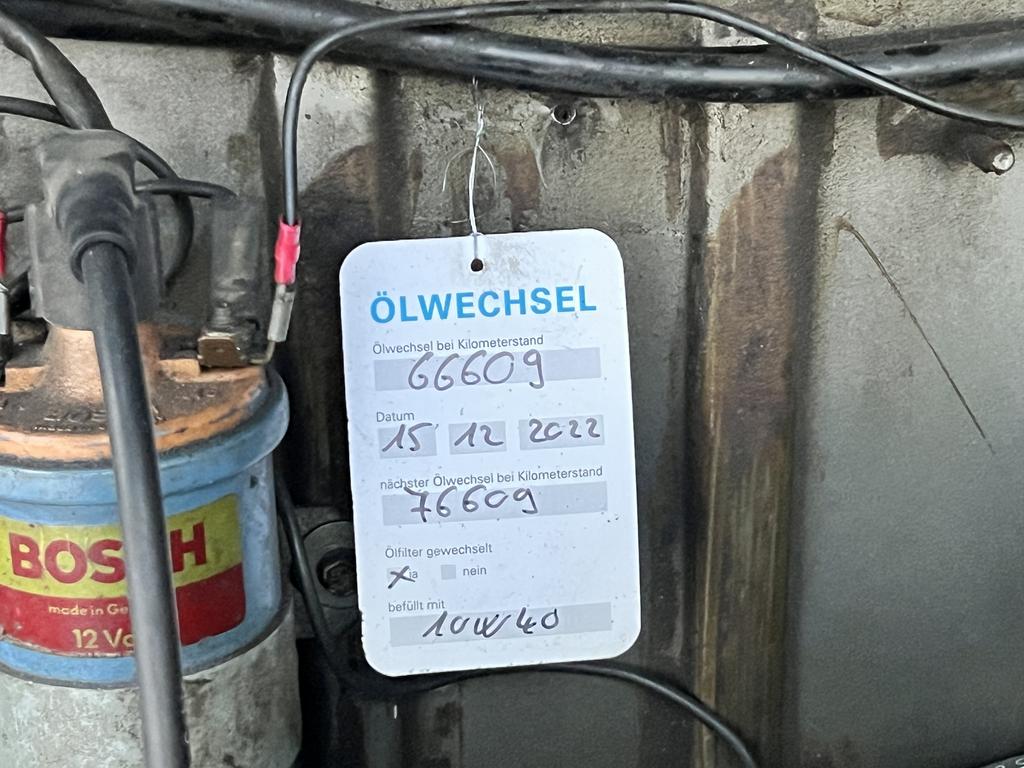 ÖLWECHSEL
Ölwechsel bei Kilometerstand
66609
Datum
15 12 2022
nächster Ölwechsel bei Kilometerstand
76609
Ölfilter gewechselt
ja nein
befüllt mit
10W40
BOSCH
made in Ge
12 Vo